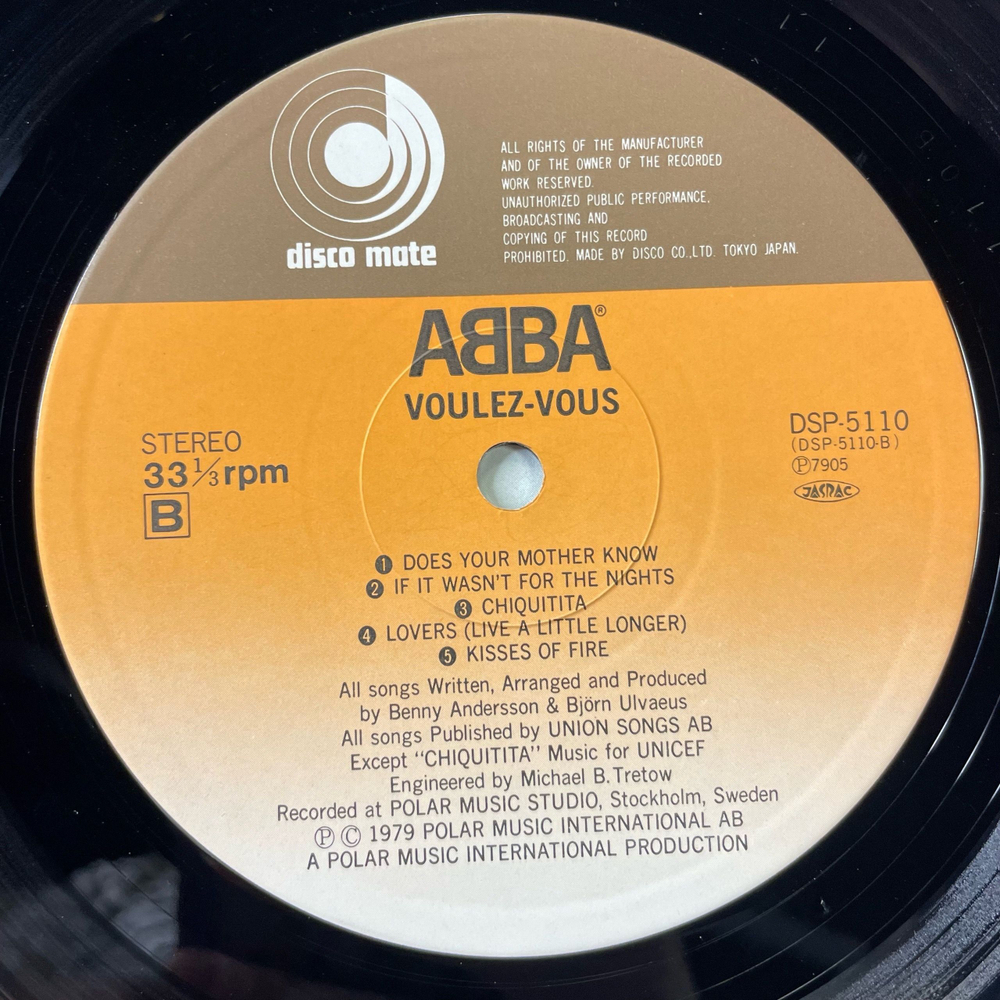 disco mate
ALL RIGHTS OF THE MANUFACTURER
AND OF THE OWNER OF THE RECORDED
WORK RESERVED.
UNAUTHORIZED PUBLIC PERFORMANCE,
BROADCASTING AND
COPYING OF THIS RECORD
PROHIBITED. MADE BY DISCO CO.,LTD. TOKYO JAPAN.
ABBA®
VOULEZ-VOUS
STEREO
33 1/3 rpm
B
DSP-5110
(DSP-5110-B)
Ⓟ7905
JASRAC
❶ DOES YOUR MOTHER KNOW
❷ IF IT WASN'T FOR THE NIGHTS
❸ CHIQUITITA
❹ LOVERS (LIVE A LITTLE LONGER)
❺ KISSES OF FIRE
All songs Written, Arranged and Produced
by Benny Andersson & Björn Ulvaeus
All songs Published by UNION SONGS AB
Except "CHIQUITITA" Music for UNICEF
Engineered by Michael B.Tretow
Recorded at POLAR MUSIC STUDIO, Stockholm, Sweden
Ⓟ © 1979 POLAR MUSIC INTERNATIONAL AB
A POLAR MUSIC INTERNATIONAL PRODUCTION